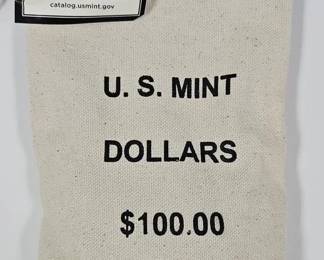 catalog.usmint.gov
U. S. MINT
DOLLARS
$100.00